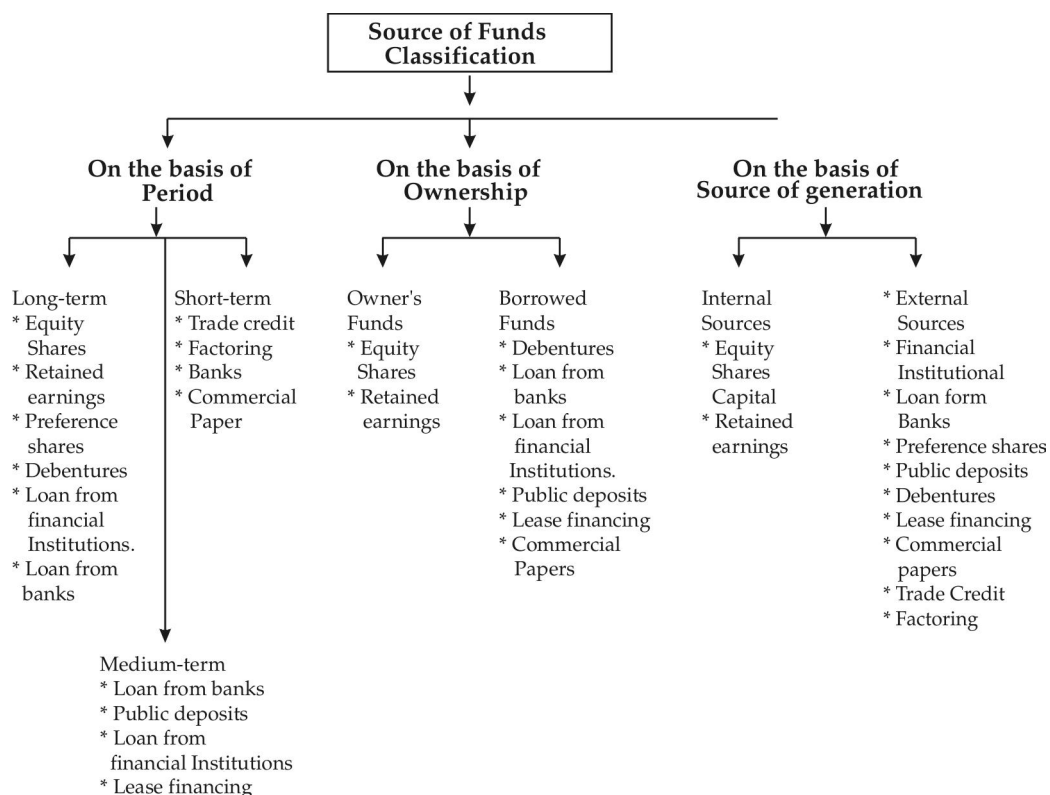 Source of Funds
Classification
On the basis of
Period
On the basis of
Ownership
On the basis of
Source of generation
Long-term
* Equity
Shares
* Retained
earnings
* Preference
shares
* Debentures
* Loan from
financial
Institutions.
* Loan from
banks
Short-term
* Trade credit
* Factoring
* Banks
* Commercial
Paper
Medium-term
* Loan from banks
* Public deposits
* Loan from
financial Institutions
* Lease financing
Owner's
Funds
* Equity
Shares
* Retained
earnings
Borrowed
Funds
* Debentures
* Loan from
banks
* Loan from
financial
Institutions.
* Public deposits
* Lease financing
* Commercial
Papers
Internal
Sources
* Equity
Shares
Capital
* Retained
earnings
* External
Sources
* Financial
Institutional
* Loan form
Banks
* Preference shares
* Public deposits
* Debentures
* Lease financing
* Commercial
papers
* Trade Credit
* Factoring